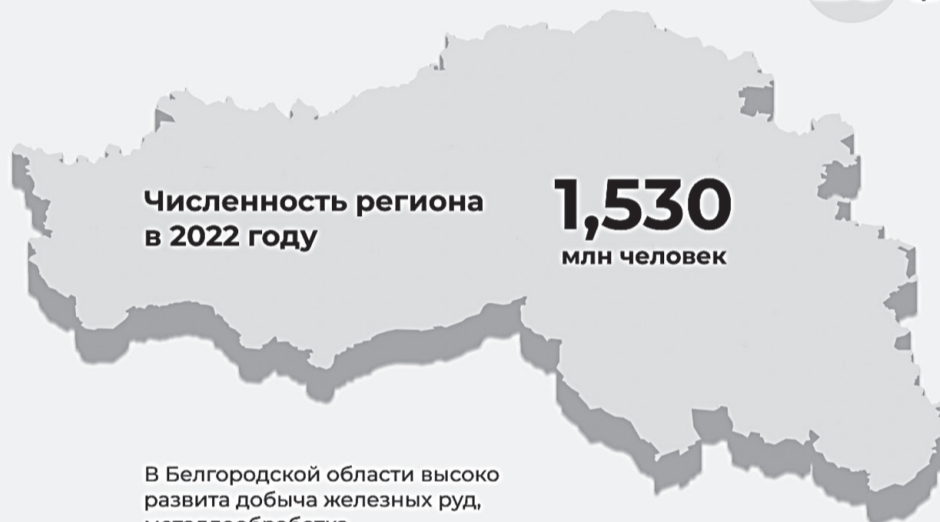 Численность региона
в 2022 году
1,530
млн человек
В Белгородской области высоко
развита добыча железных руд,